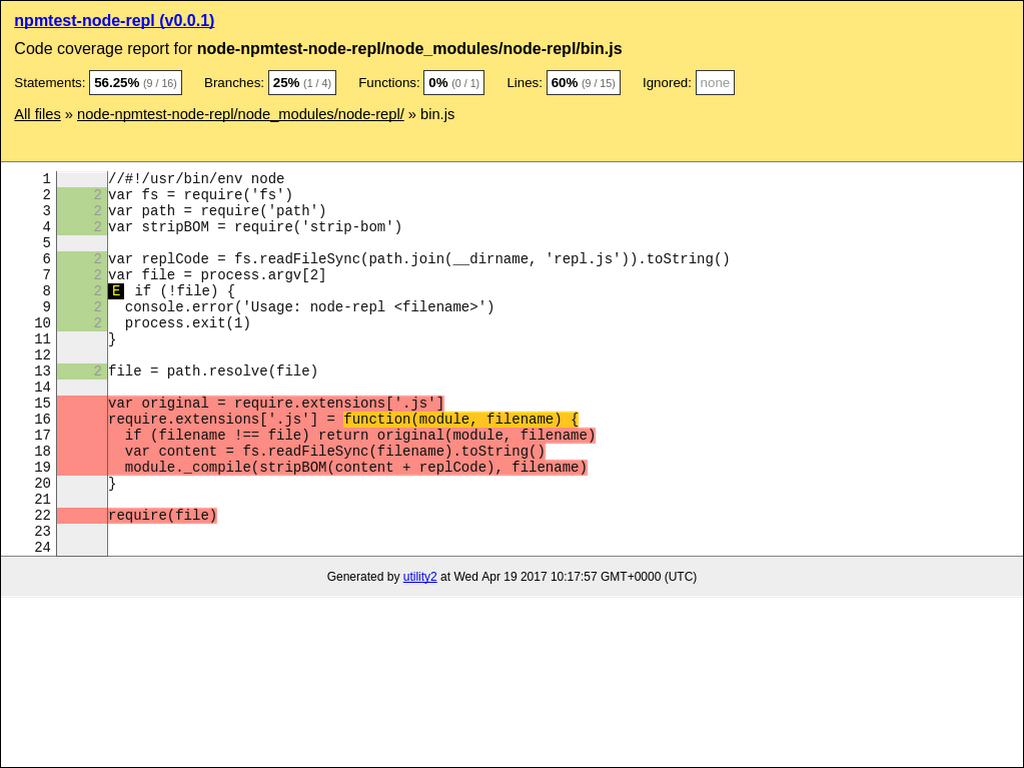 npmtest-node-repl (v0.0.1)
Code coverage report for node-npmtest-node-repl/node_modules/node-repl/bin.js
Statements: 56.25% (9 / 16) Branches: 25% (1 / 4) Functions: 0% (0 / 1) Lines: 60% (9 / 15) Ignored: none
All files » node-npmtest-node-repl/node_modules/node-repl/ » bin.js
1 //#!/usr/bin/env node
2 2 var fs = require('fs')
3 2 var path = require('path')
4 2 var stripBOM = require('strip-bom')
5
6 2 var replCode = fs.readFileSync(path.join(__dirname, 'repl.js')).toString()
7 2 var file = process.argv[2]
8 2 E if (!file) {
9 2   console.error('Usage: node-repl <filename>')
10 2   process.exit(1)
11 }
12
13 2 file = path.resolve(file)
14
15 var original = require.extensions['.js']
16 require.extensions['.js'] = function(module, filename) {
17   if (filename !== file) return original(module, filename)
18   var content = fs.readFileSync(filename).toString()
19   module._compile(stripBOM(content + replCode), filename)
20 }
21
22 require(file)
23
24
Generated by utility2 at Wed Apr 19 2017 10:17:57 GMT+0000 (UTC)